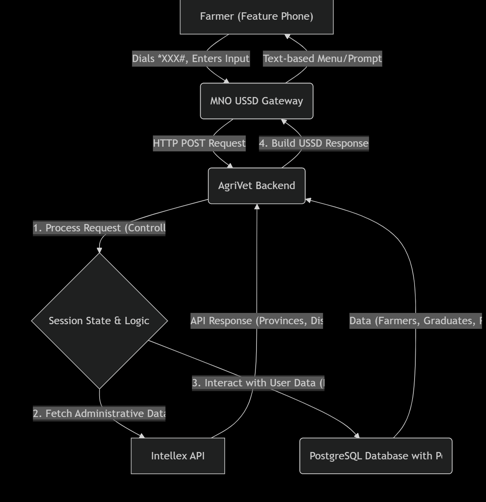 Farmer (Feature Phone)
Dials *XXX#, Enters Input
Text-based Menu/Prompt
MNO USSD Gateway
HTTP POST Request
4. Build USSD Response
AgriVet Backend
1. Process Request (Controll
Session State & Logic
API Response (Provinces, Dis
Data (Farmers, Graduates, F
3. Interact with User Data (
2. Fetch Administrative Data
Intellex API
PostgreSQL Database with Po